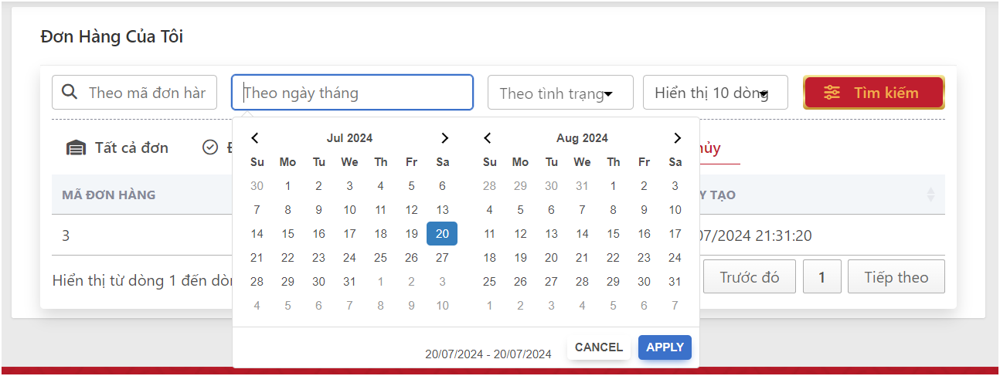 Đơn Hàng Của Tôi
Theo mã đơn hàr Theo ngày tháng Theo tình trạng Hiển thị 10 dòng Tìm kiếm
Tất cả đơn
MÃ ĐƠN HÀNG TẠO
3 07/2024 21:31:20
Hiển thị từ dòng 1 đến Trước đó 1 Tiếp theo
Jul 2024
Su Mo Tu We Th Fr Sa
30 1 2 3 4 5 6
7 8 9 10 11 12 13
14 15 16 17 18 19 20
21 22 23 24 25 26 27
28 29 30 31 1 2 3
4 5 6 7 8 9 10
Aug 2024
Su Mo Tu We Th Fr Sa
28 29 30 31 1 2 3
4 5 6 7 8 9 10
11 12 13 14 15 16 17
18 19 20 21 22 23 24
25 26 27 28 29 30 31
1 2 3 4 5 6 7
20/07/2024 - 20/07/2024 CANCEL APPLY